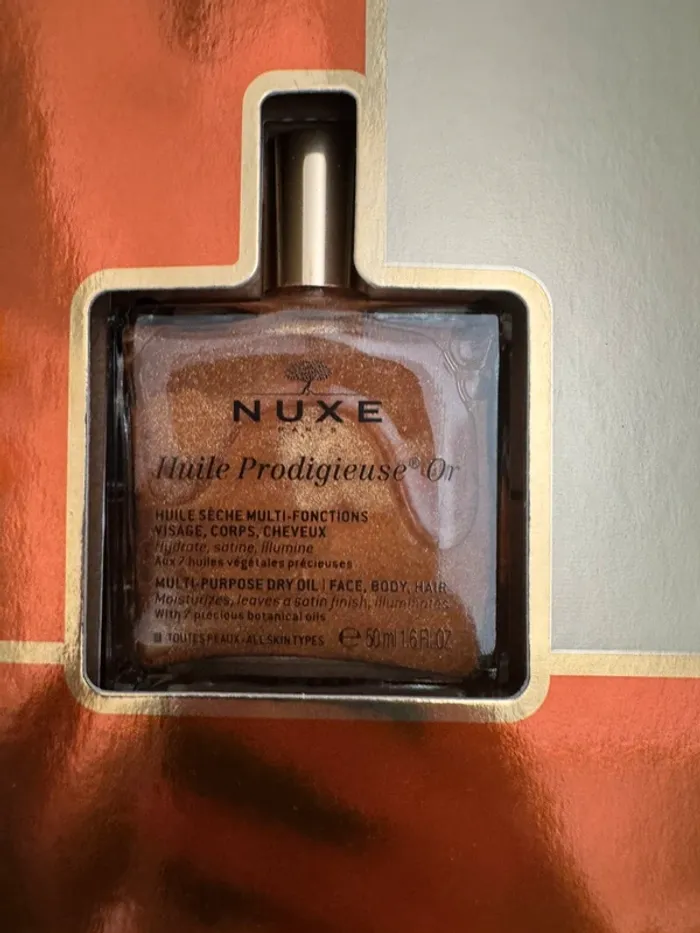 NUXE
PARIS
Huile Prodigieuse® Or
HUILE SÈCHE MULTI-FONCTIONS
VISAGE, CORPS, CHEVEUX
Hydrate, satine, illumine
Aux 7 huiles végétales précieuses
MULTI-PURPOSE DRY OIL | FACE, BODY, HAIR
Moisturizes, leaves a satin finish, illuminates
With 7 precious botanical oils
TOUTES PEAUX - ALL SKIN TYPES ℮ 50 ml 1.6 Fl.OZ